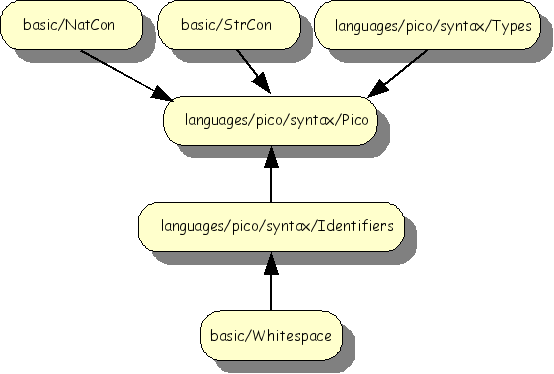 basic/NatCon
basic/StrCon
languages/pico/syntax/Types
languages/pico/syntax/Pico
languages/pico/syntax/Identifiers
basic/Whitespace